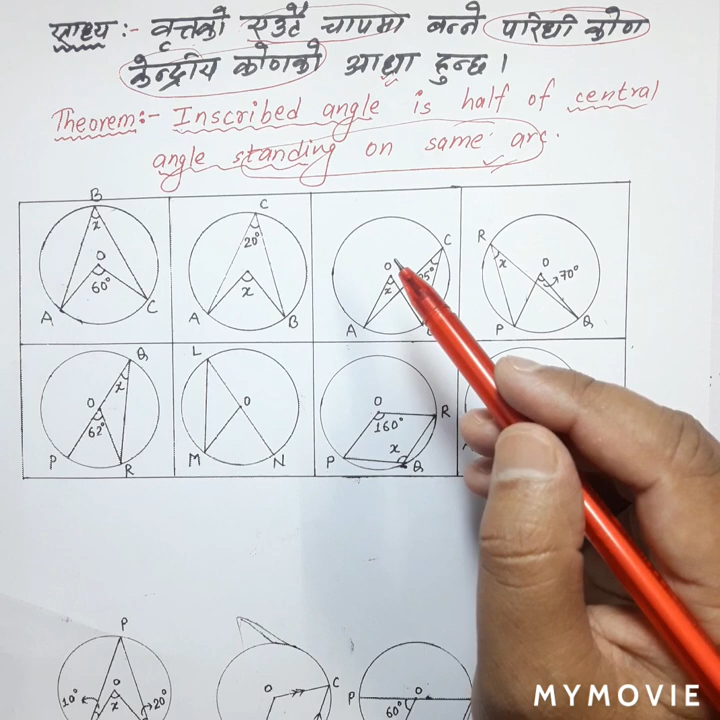 साध्य :- वृत्तको एउटै चापमा बन्ने परिधी कोण
केन्द्रीय कोणको आधा हुन्छ ।
Theorem:- Inscribed angle is half of central
angle standing on same arc.
B
x
O
60°
A
C
C
20°
x
A
B
C
O
x
A
R
x
O
70°
P
Q
Q
x
O
62°
P
R
L
O
M
N
O
160°
R
x
P
Q
P
O
10°
x
20°
O
C
P
O
60°
MYMOVIE